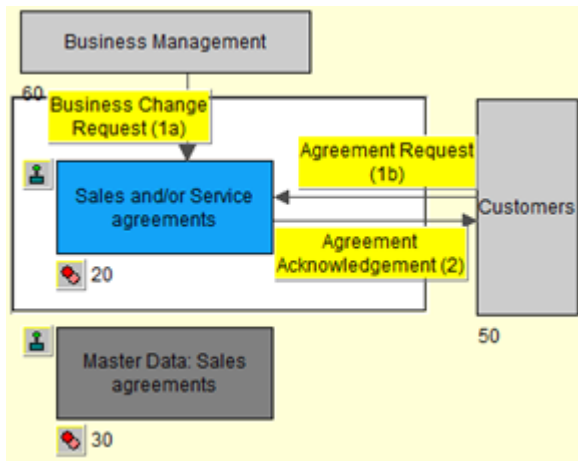 Business Management
60
Business Change
Request (1a)
Agreement Request
(1b)
Sales and/or Service
agreements
Customers
Agreement
Acknowledgement (2)
20
50
Master Data: Sales
agreements
30